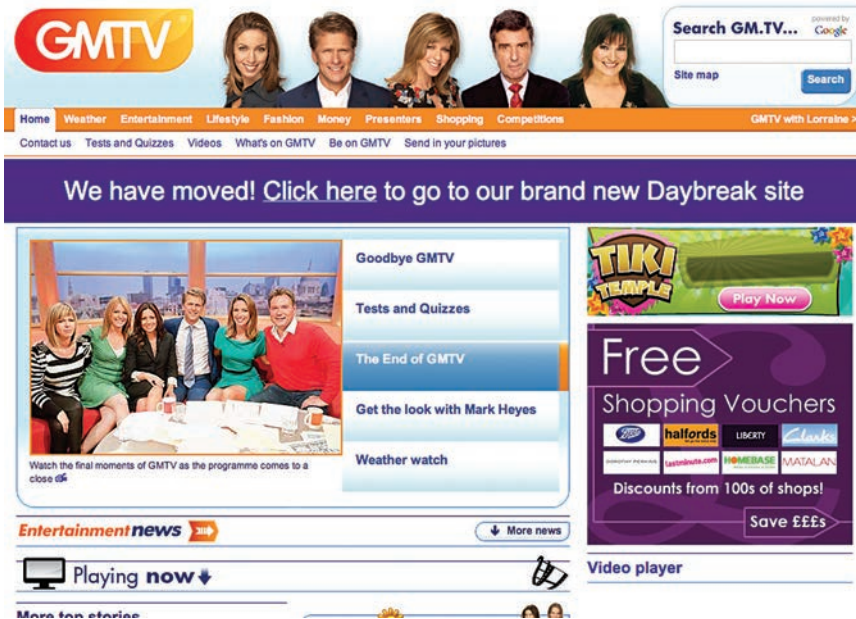 GMTV
Search GM.TV...
powered by
Google
Site map
Search
Home Weather Entertainment Lifestyle Fashion Money Presenters Shopping Competitions GMTV with Lorraine >
Contact us Tests and Quizzes Videos What's on GMTV Be on GMTV Send in your pictures
We have moved! Click here to go to our brand new Daybreak site
Goodbye GMTV
Tests and Quizzes
The End of GMTV
Get the look with Mark Heyes
Weather watch
Watch the final moments of GMTV as the programme comes to a
close
TIKI
TEMPLE
Play Now
Free
Shopping Vouchers
Boots halfords LIBERTY Clarks
DOROTHY PERKINS lastminute.com HOMEBASE MATALAN
Discounts from 100s of shops!
Save £££s
Entertainment news
More news
Playing now
Video player
More top stories